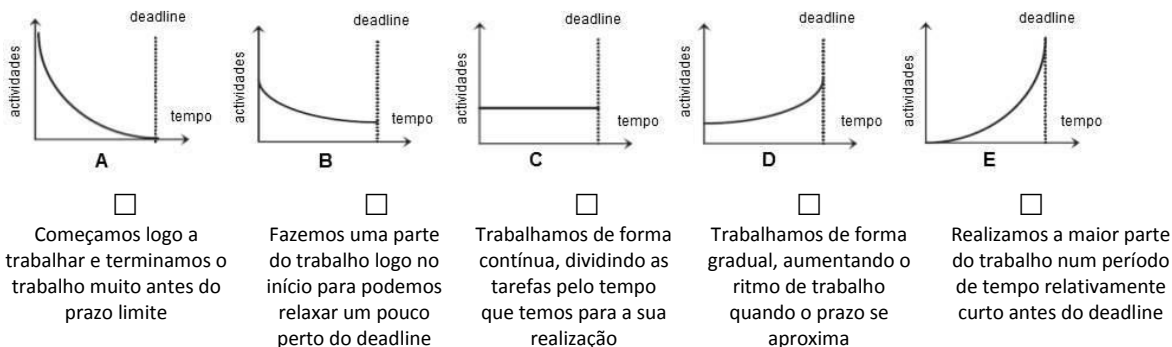 deadline
actividades
tempo
A
deadline
actividades
tempo
B
deadline
actividades
tempo
C
deadline
actividades
tempo
D
deadline
actividades
tempo
E
Começamos logo a
trabalhar e terminamos o
trabalho muito antes do
prazo limite
Fazemos uma parte
do trabalho logo no
início para podemos
relaxar um pouco
perto do deadline
Trabalhamos de forma
contínua, dividindo as
tarefas pelo tempo
que temos para a sua
realização
Trabalhamos de forma
gradual, aumentando o
ritmo de trabalho
quando o prazo se
aproxima
Realizamos a maior parte
do trabalho num período
de tempo relativamente
curto antes do deadline